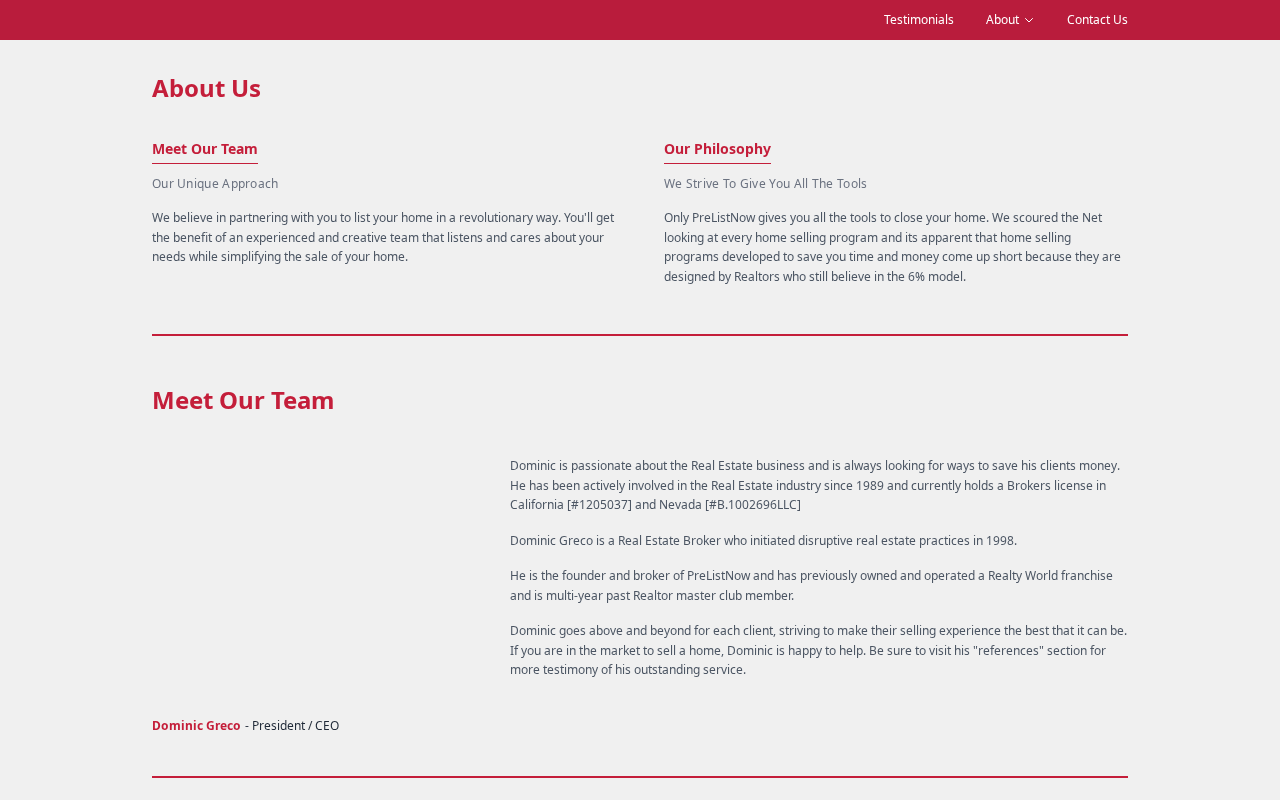 Testimonials About Contact Us
About Us
Meet Our Team
Our Unique Approach
We believe in partnering with you to list your home in a revolutionary way. You'll get
the benefit of an experienced and creative team that listens and cares about your
needs while simplifying the sale of your home.
Our Philosophy
We Strive To Give You All The Tools
Only PreListNow gives you all the tools to close your home. We scoured the Net
looking at every home selling program and its apparent that home selling
programs developed to save you time and money come up short because they are
designed by Realtors who still believe in the 6% model.
Meet Our Team
Dominic is passionate about the Real Estate business and is always looking for ways to save his clients money.
He has been actively involved in the Real Estate industry since 1989 and currently holds a Brokers license in
California [#1205037] and Nevada [#B.1002696LLC]
Dominic Greco is a Real Estate Broker who initiated disruptive real estate practices in 1998.
He is the founder and broker of PreListNow and has previously owned and operated a Realty World franchise
and is multi-year past Realtor master club member.
Dominic goes above and beyond for each client, striving to make their selling experience the best that it can be.
If you are in the market to sell a home, Dominic is happy to help. Be sure to visit his "references" section for
more testimony of his outstanding service.
Dominic Greco - President / CEO